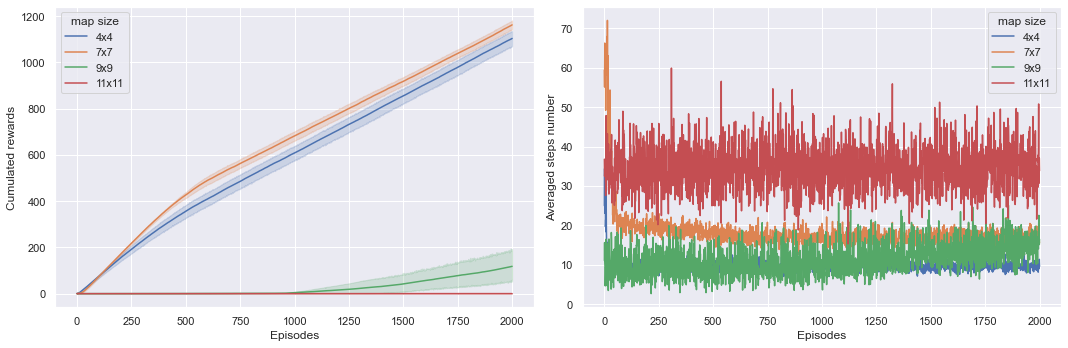 map size
4x4
7x7
9x9
11x11
Cumulated rewards
1200
1000
800
600
400
200
0
0 250 500 750 1000 1250 1500 1750 2000
Episodes
map size
4x4
7x7
9x9
11x11
Averaged steps number
70
60
50
40
30
20
10
0
0 250 500 750 1000 1250 1500 1750 2000
Episodes